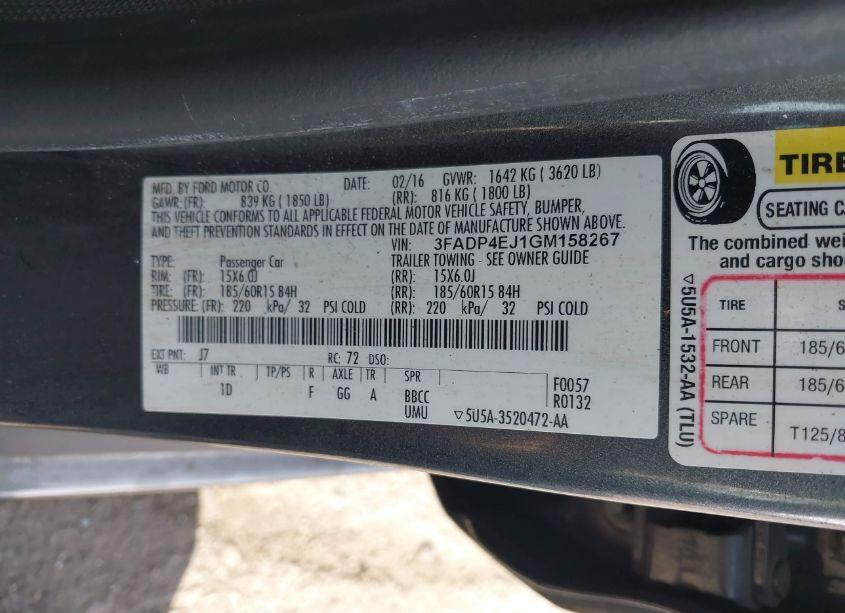 MFD. BY FORD MOTOR CO. DATE: 02/16 GVWR: 1642 KG ( 3620 LB)
GAWR: (FR): 839 KG ( 1850 LB) (RR): 816 KG ( 1800 LB)
THIS VEHICLE CONFORMS TO ALL APPLICABLE FEDERAL MOTOR VEHICLE SAFETY, BUMPER,
AND THEFT PREVENTION STANDARDS IN EFFECT ON THE DATE OF MANUFACTURE SHOWN ABOVE.
VIN: 3FADP4EJ1GM158267
TYPE: Passenger Car TRAILER TOWING - SEE OWNER GUIDE
RIM: (FR): 15X6.0J (RR): 15X6.0J
TIRE: (FR): 185/60R15 84H (RR): 185/60R15 84H
PRESSURE: (FR): 220 kPa/ 32 PSI COLD (RR): 220 kPa/ 32 PSI COLD
EXT PNT: J7 RC: 72 DSO:
WB INT TR TP/PS R AXLE TR SPR
1D F GG A BBCC F0057
UMU R0132
▽5U5A-3520472-AA
TIRE
SEATING CA
The combined wei
and cargo sho
▽5U5A-1532-AA (TLU)
TIRE S
FRONT 185/6
REAR 185/6
SPARE T125/8